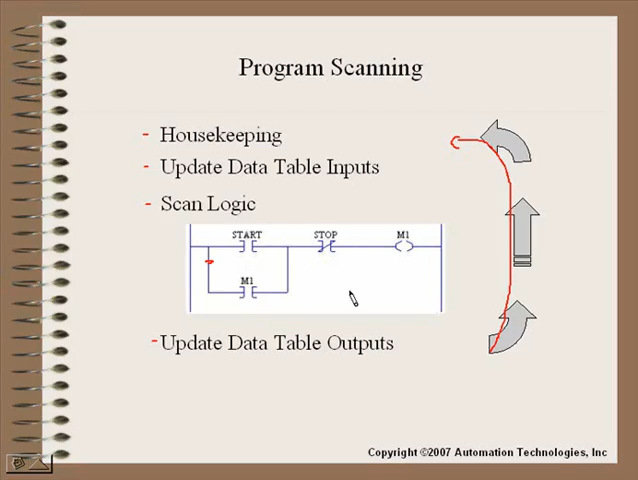 Program Scanning
- Housekeeping
- Update Data Table Inputs
- Scan Logic
START STOP M1
M1
- Update Data Table Outputs
Copyright ©2007 Automation Technologies, Inc